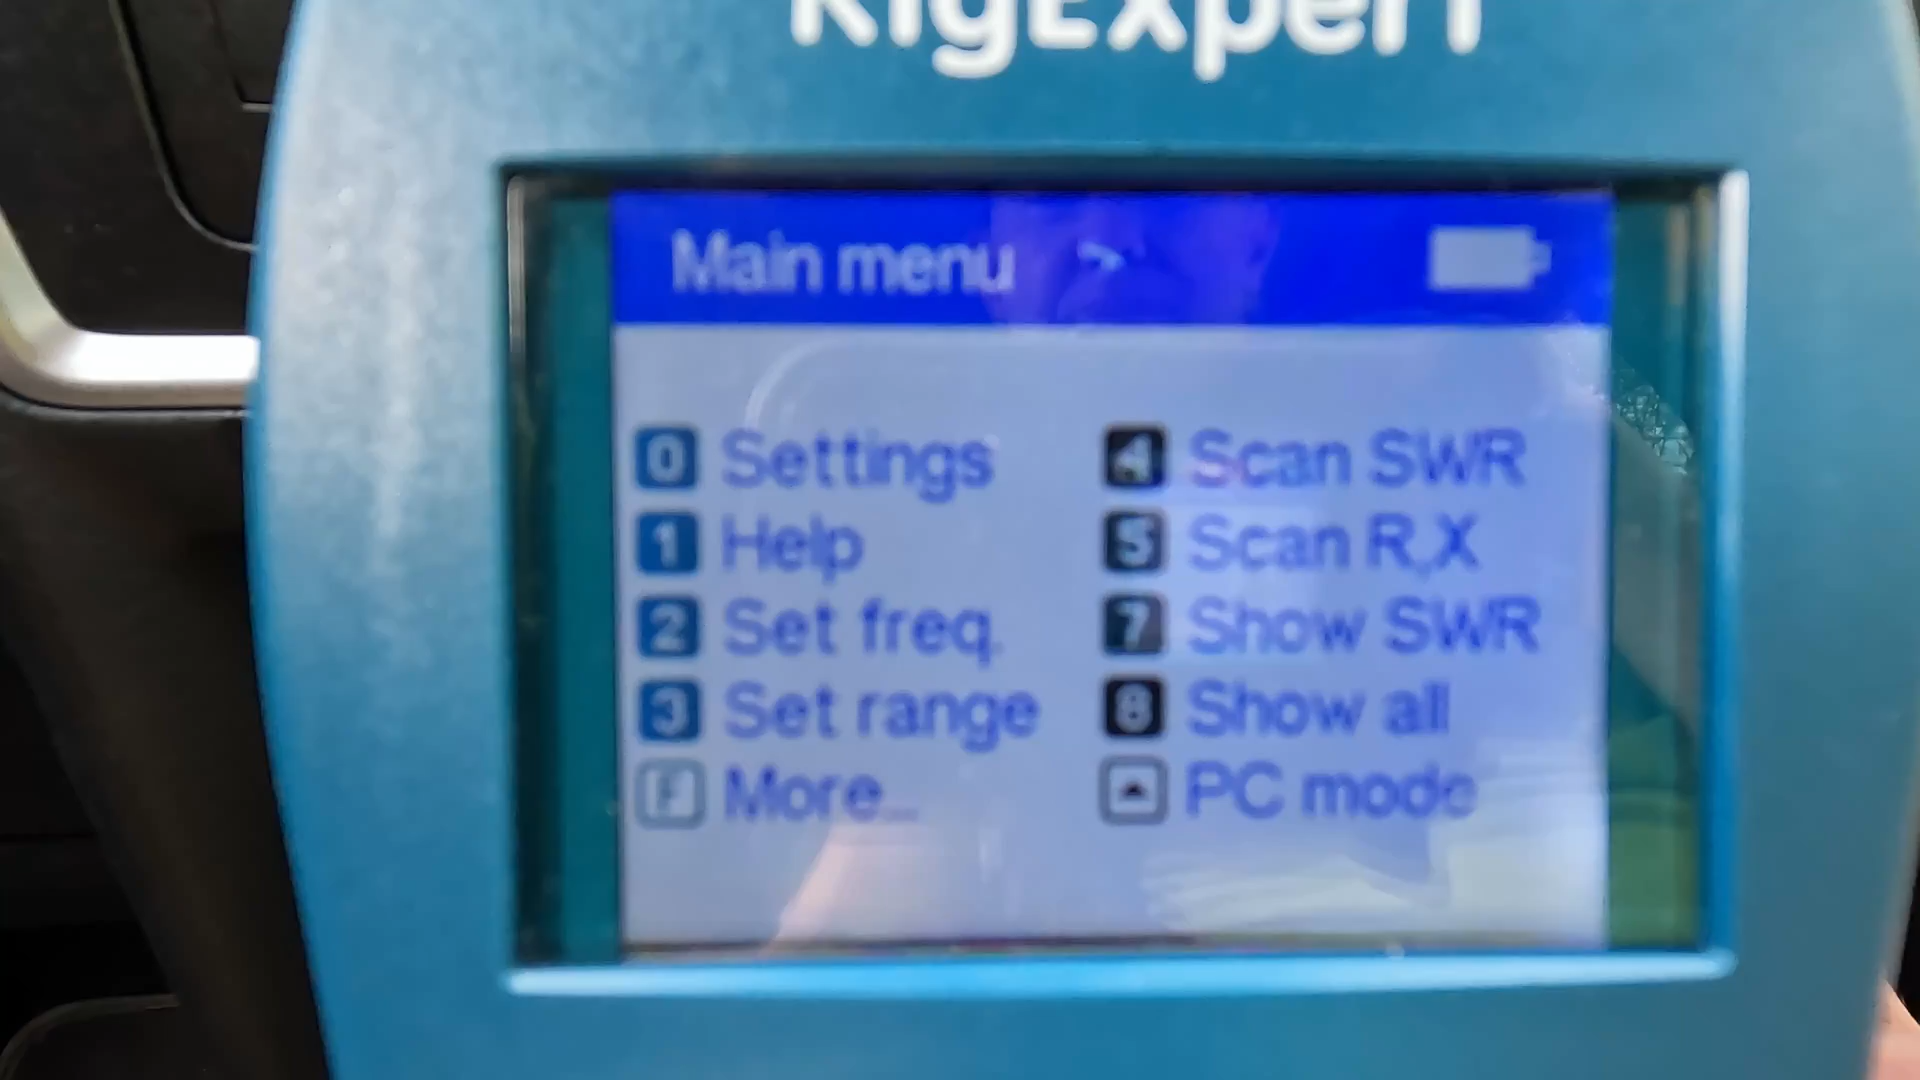 RigExpert
Main menu
0 Settings
1 Help
2 Set freq.
3 Set range
F More...
4 Scan SWR
5 Scan R,X
7 Show SWR
8 Show all
PC mode